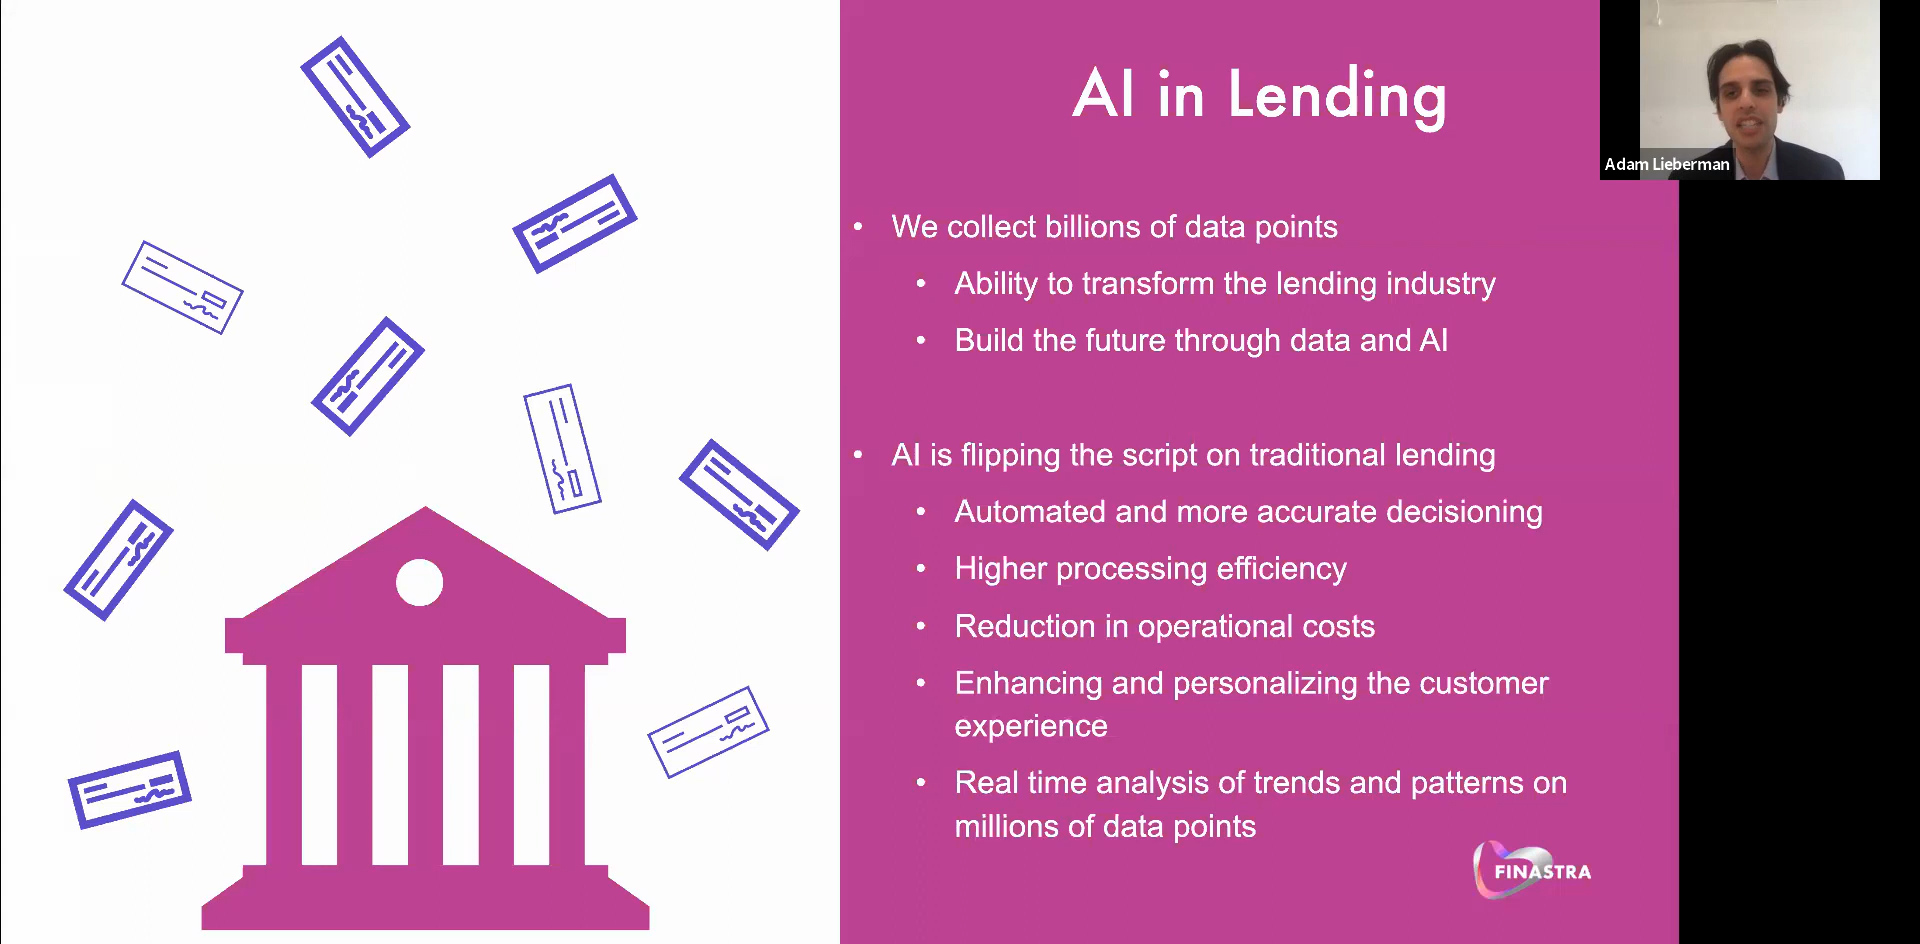 AI in Lending
Adam Lieberman
• We collect billions of data points
• Ability to transform the lending industry
• Build the future through data and AI
• AI is flipping the script on traditional lending
• Automated and more accurate decisioning
• Higher processing efficiency
• Reduction in operational costs
• Enhancing and personalizing the customer
experience
• Real time analysis of trends and patterns on
millions of data points
FINASTRA